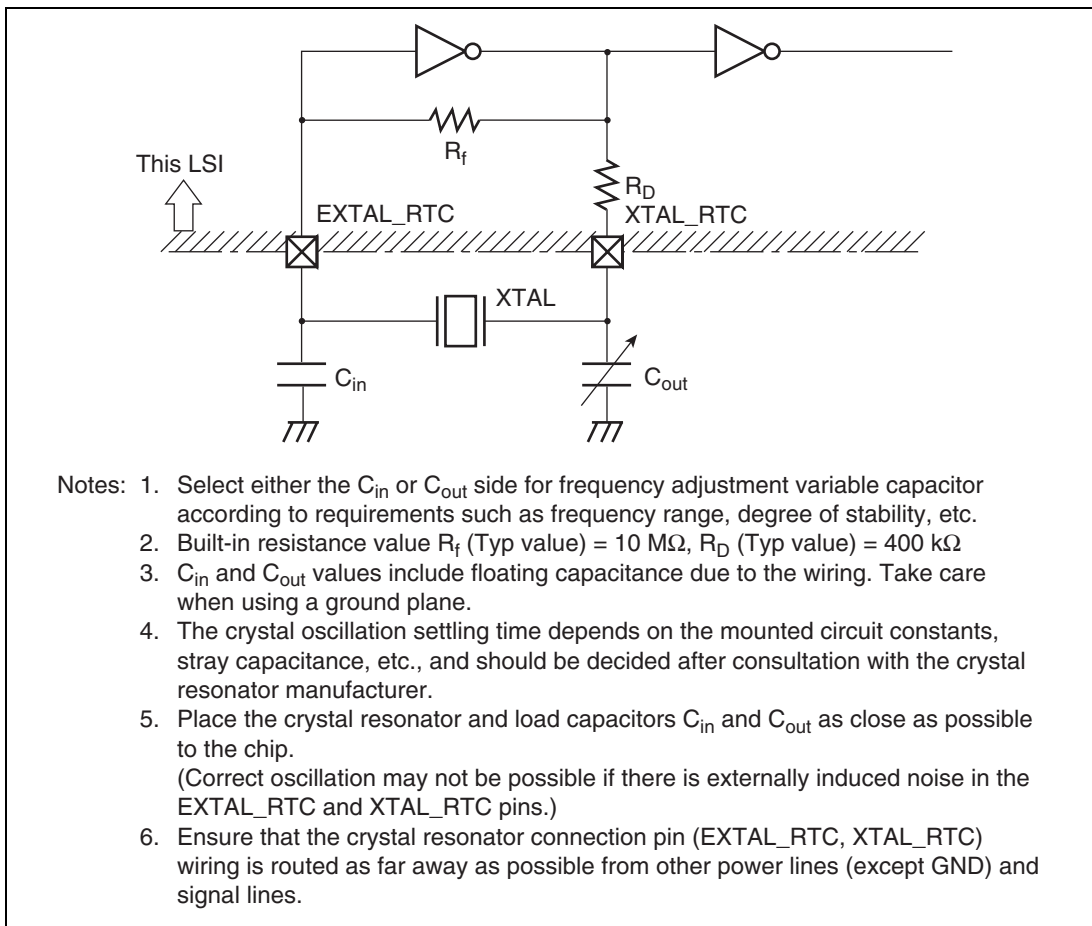 R_f
This LSI
R_D
EXTAL_RTC
XTAL_RTC
XTAL
C_in
C_out
Notes: 1. Select either the C_in or C_out side for frequency adjustment variable capacitor
according to requirements such as frequency range, degree of stability, etc.
2. Built-in resistance value R_f (Typ value) = 10 MΩ, R_D (Typ value) = 400 kΩ
3. C_in and C_out values include floating capacitance due to the wiring. Take care
when using a ground plane.
4. The crystal oscillation settling time depends on the mounted circuit constants,
stray capacitance, etc., and should be decided after consultation with the crystal
resonator manufacturer.
5. Place the crystal resonator and load capacitors C_in and C_out as close as possible
to the chip.
(Correct oscillation may not be possible if there is externally induced noise in the
EXTAL_RTC and XTAL_RTC pins.)
6. Ensure that the crystal resonator connection pin (EXTAL_RTC, XTAL_RTC)
wiring is routed as far away as possible from other power lines (except GND) and
signal lines.